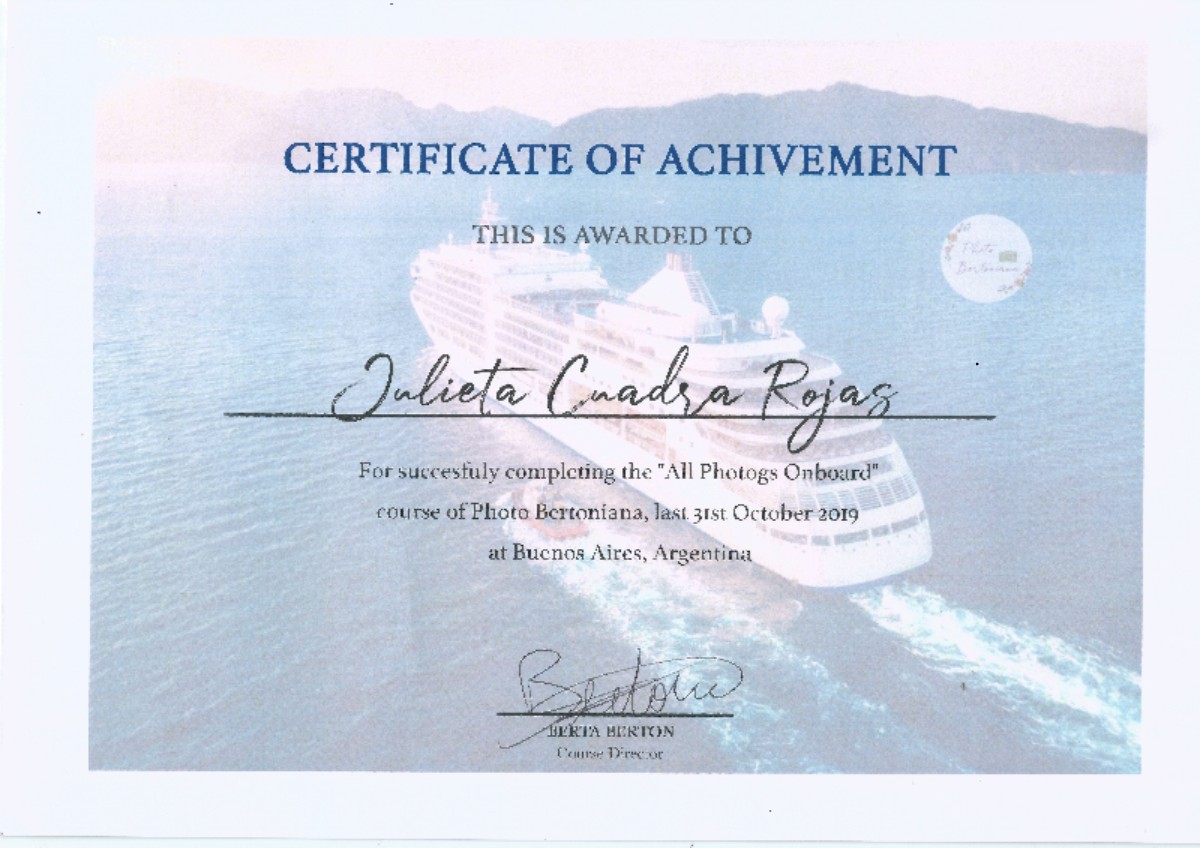 CERTIFICATE OF ACHIVEMENT
THIS IS AWARDED TO
Photo
Bertoniana
Julieta Cuadra Rojas
For succesfuly completing the "All Photogs Onboard"
course of Photo Bertoniana, last 31st October 2019
at Buenos Aires, Argentina
BERTA BERTON
Course Director